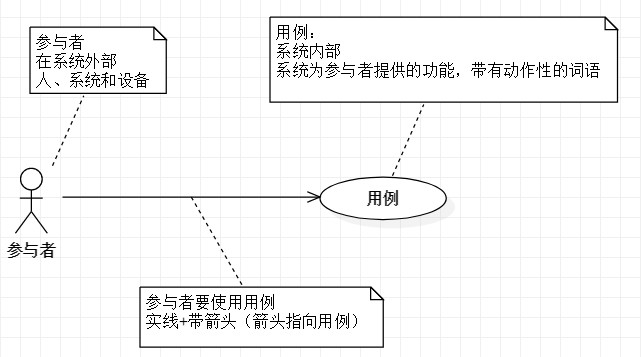 参与者
在系统外部
人、系统和设备
用例：
系统内部
系统为参与者提供的功能，带有动作性的词语
用例
参与者
参与者要使用用例
实线+带箭头（箭头指向用例）